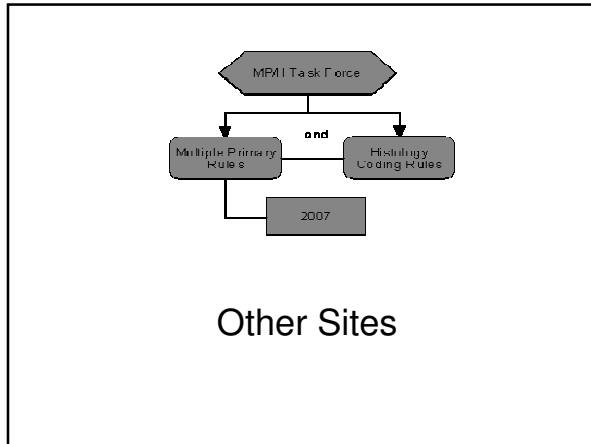 MP/H Task Force
and
Multiple Primary
Rules
Histology
Coding Rules
2007
Other Sites